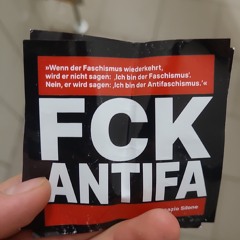 »Wenn der Faschismus wiederkehrt,
wird er nicht sagen: ‚Ich bin der Faschismus'.
Nein, er wird sagen: ‚Ich bin der Antifaschismus.'«
FCK
ANTIFA
Silone